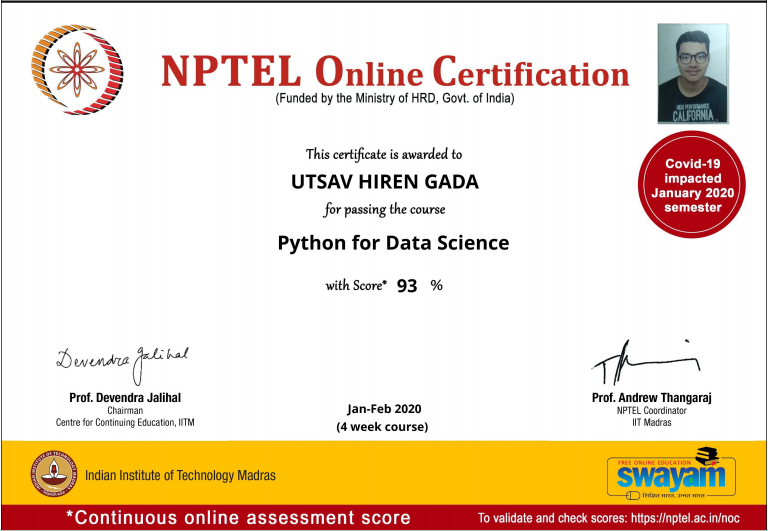 NPTEL Online Certification
(Funded by the Ministry of HRD, Govt. of India)
HIGH PERFORMANCE
CALIFORNIA
This certificate is awarded to
UTSAV HIREN GADA
for passing the course
Python for Data Science
with Score* 93 %
Covid-19
impacted
January 2020
semester
Devendra Jalihal
Prof. Devendra Jalihal
Chairman
Centre for Continuing Education, IITM
Jan-Feb 2020
(4 week course)
Prof. Andrew Thangaraj
NPTEL Coordinator
IIT Madras
Indian Institute of Technology Madras
FREE ONLINE EDUCATION
swayam
शिक्षित भारत, उन्नत भारत
*Continuous online assessment score
To validate and check scores: https://nptel.ac.in/noc